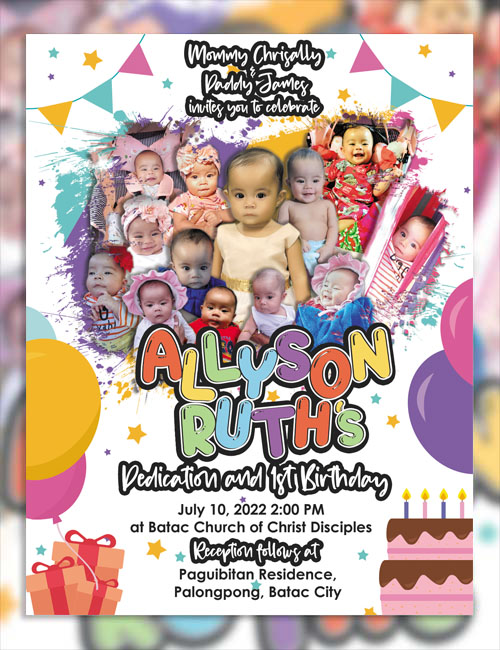 Mommy Chrisally
&
Daddy James
invites you to celebrate
ALLYSON
RUTH'S
Dedication and 1st Birthday
July 10, 2022 2:00 PM
at Batac Church of Christ Disciples
Reception follows at
Paguibitan Residence,
Palongpong, Batac City